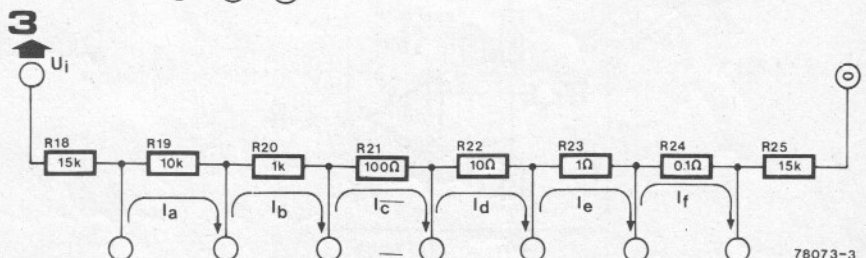 3
Ui
0
R18 R19 R20 R21 R22 R23 R24 R25
15k 10k 1k 100Ω 10Ω 1Ω 0.1Ω 15k
Ia Ib Ic Id Ie If
78073-3